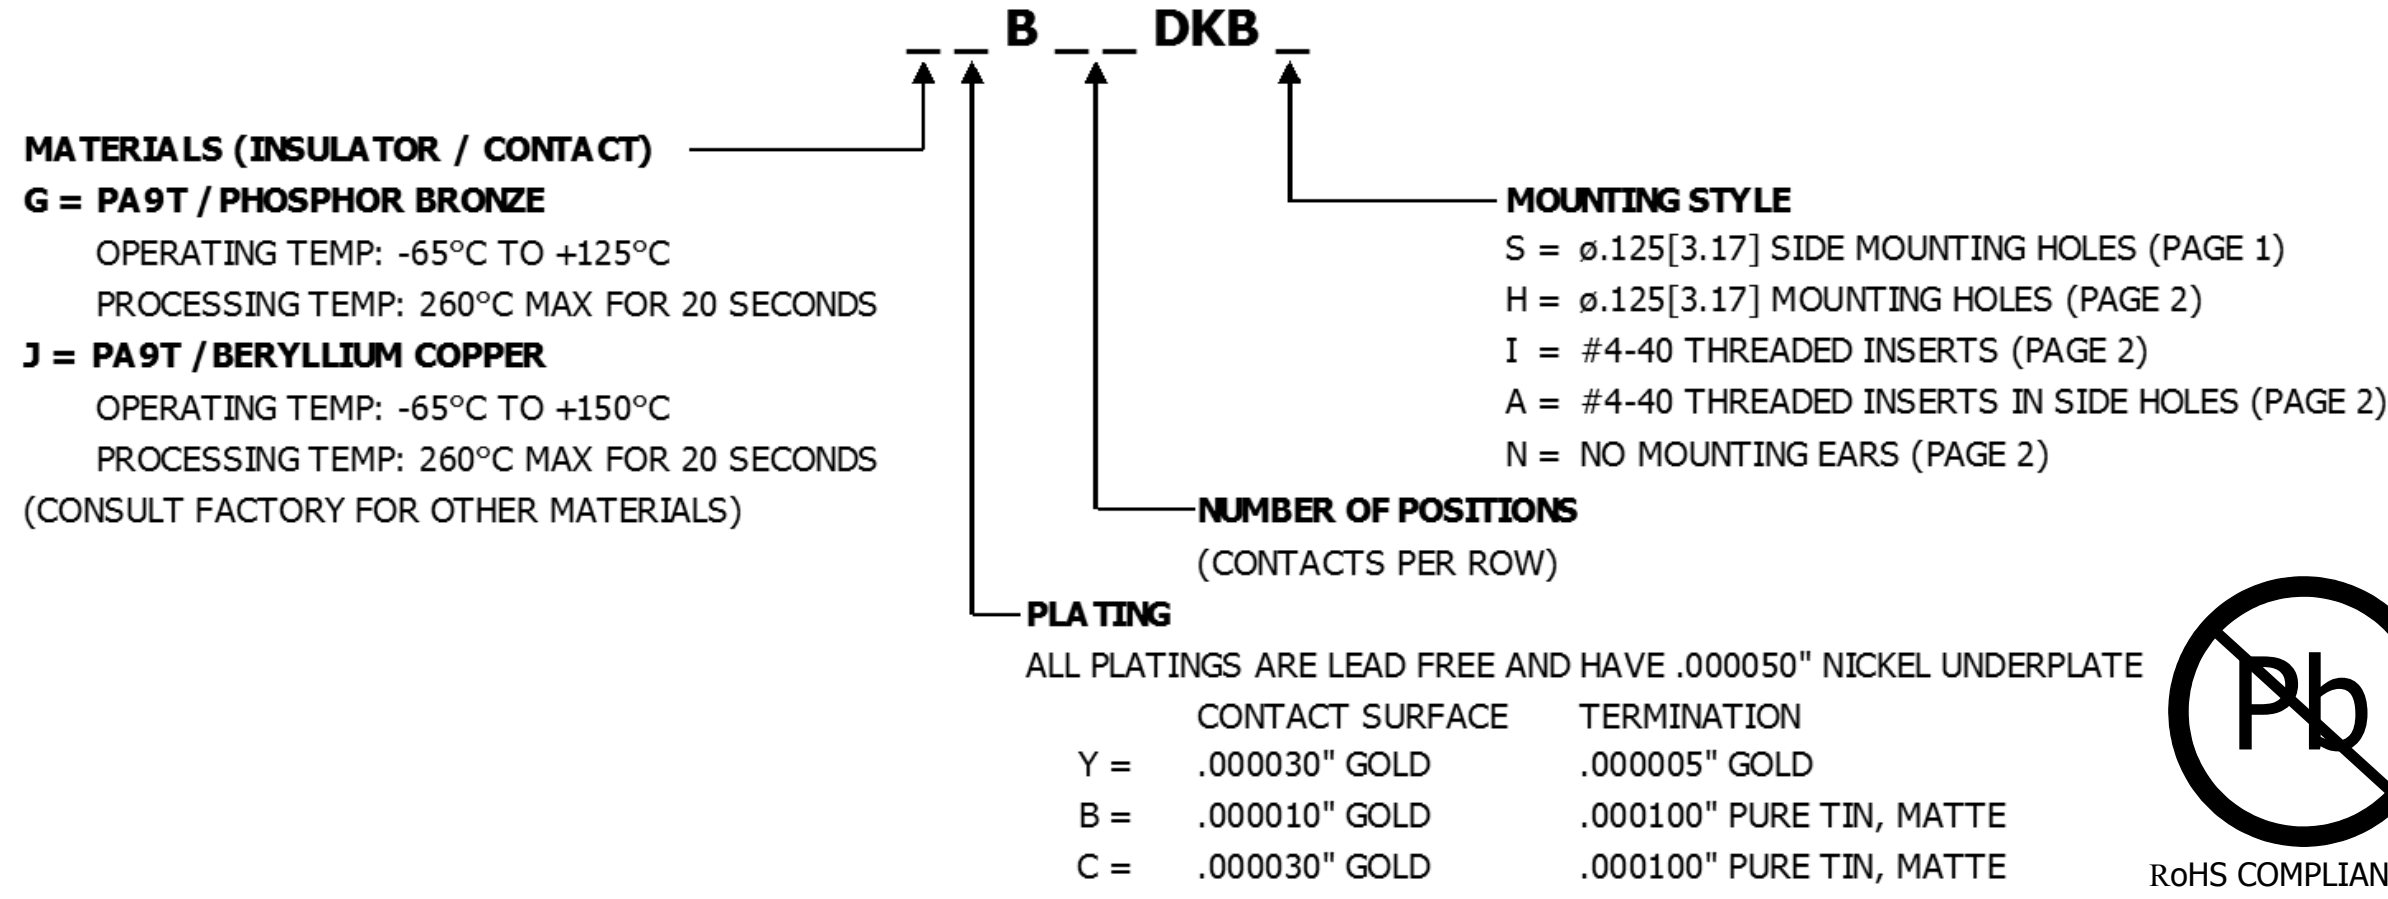 _ _ B _ _ DKB _
MATERIALS (INSULATOR / CONTACT)
G = PA9T / PHOSPHOR BRONZE
OPERATING TEMP: -65°C TO +125°C
PROCESSING TEMP: 260°C MAX FOR 20 SECONDS
J = PA9T / BERYLLIUM COPPER
OPERATING TEMP: -65°C TO +150°C
PROCESSING TEMP: 260°C MAX FOR 20 SECONDS
(CONSULT FACTORY FOR OTHER MATERIALS)
MOUNTING STYLE
S = ø.125[3.17] SIDE MOUNTING HOLES (PAGE 1)
H = ø.125[3.17] MOUNTING HOLES (PAGE 2)
I = #4-40 THREADED INSERTS (PAGE 2)
A = #4-40 THREADED INSERTS IN SIDE HOLES (PAGE 2)
N = NO MOUNTING EARS (PAGE 2)
NUMBER OF POSITIONS
(CONTACTS PER ROW)
PLATING
ALL PLATINGS ARE LEAD FREE AND HAVE .000050" NICKEL UNDERPLATE
CONTACT SURFACE TERMINATION
Y = .000030" GOLD .000005" GOLD
B = .000010" GOLD .000100" PURE TIN, MATTE
C = .000030" GOLD .000100" PURE TIN, MATTE
Pb
RoHS COMPLIAN